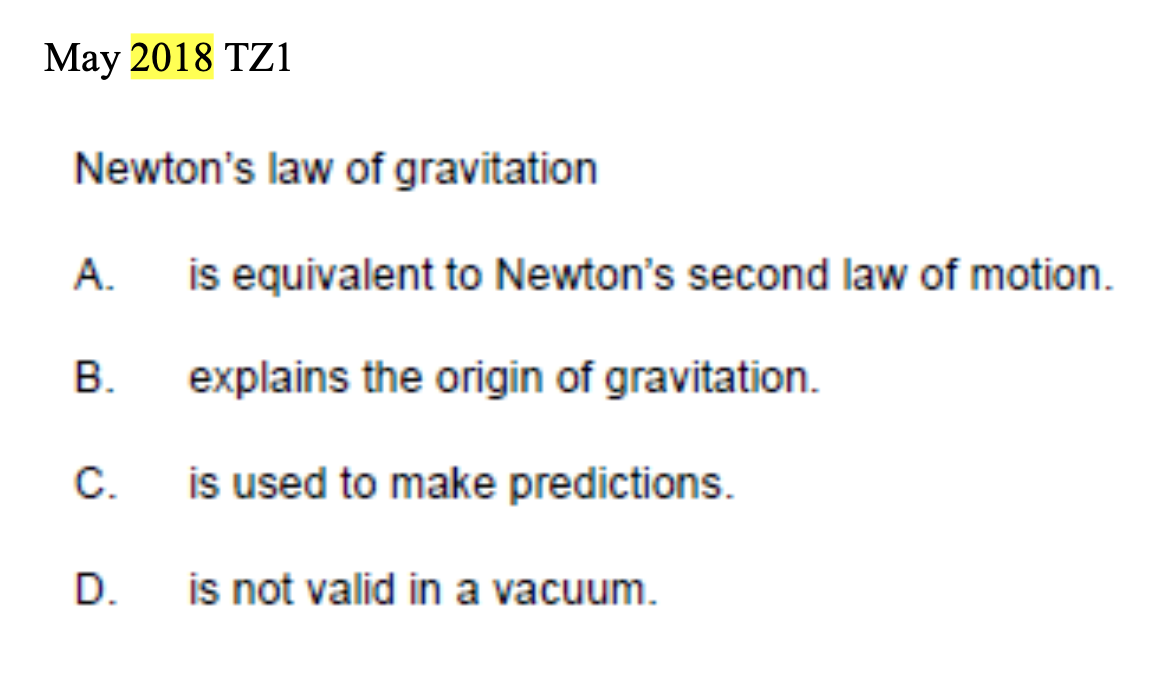 May 2018 TZ1
Newton's law of gravitation
A. is equivalent to Newton's second law of motion.
B. explains the origin of gravitation.
C. is used to make predictions.
D. is not valid in a vacuum.